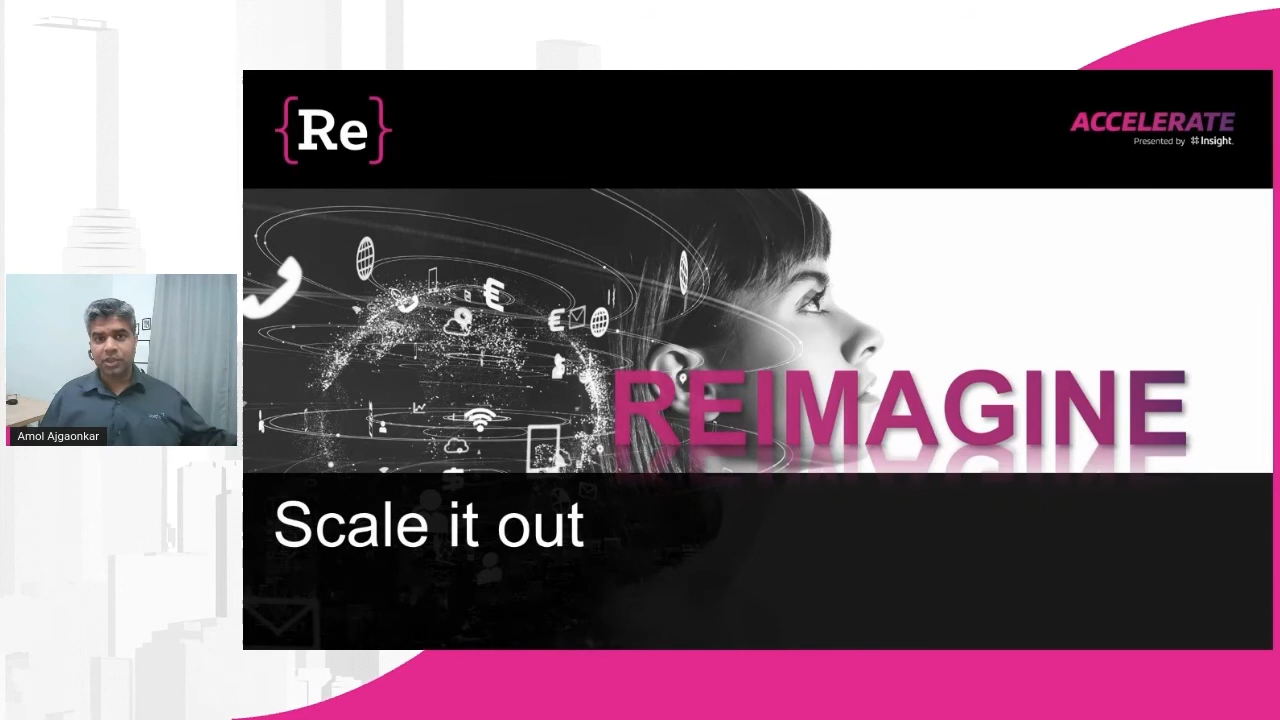 {Re}
ACCELERATE
Presented by Insight.
REIMAGINE
Amol Ajgaonkar
Scale it out